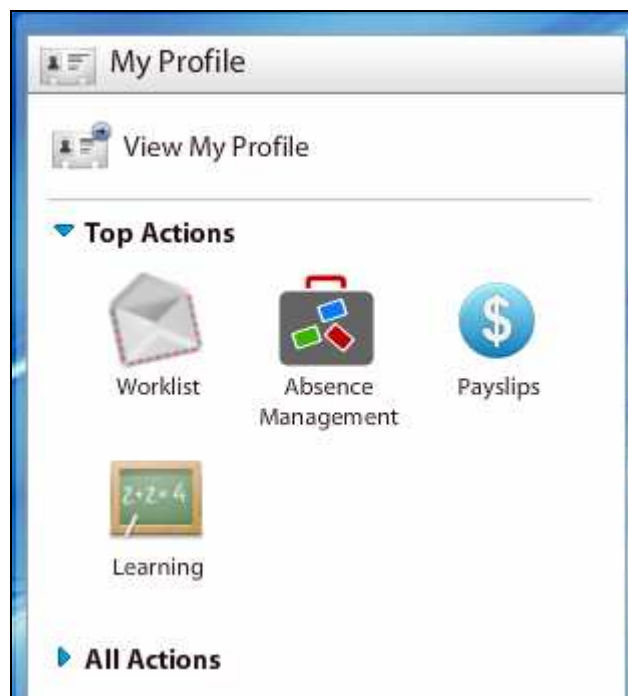 My Profile
View My Profile
Top Actions
Worklist
Absence
Management
Payslips
$
2+2=4
Learning
All Actions